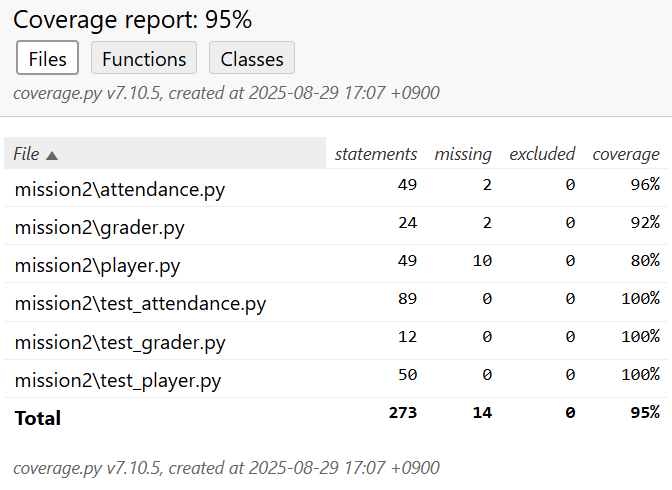 Coverage report: 95%
Files Functions Classes
coverage.py v7.10.5, created at 2025-08-29 17:07 +0900
File ▲ statements missing excluded coverage
mission2\attendance.py 49 2 0 96%
mission2\grader.py 24 2 0 92%
mission2\player.py 49 10 0 80%
mission2\test_attendance.py 89 0 0 100%
mission2\test_grader.py 12 0 0 100%
mission2\test_player.py 50 0 0 100%
Total 273 14 0 95%
coverage.py v7.10.5, created at 2025-08-29 17:07 +0900